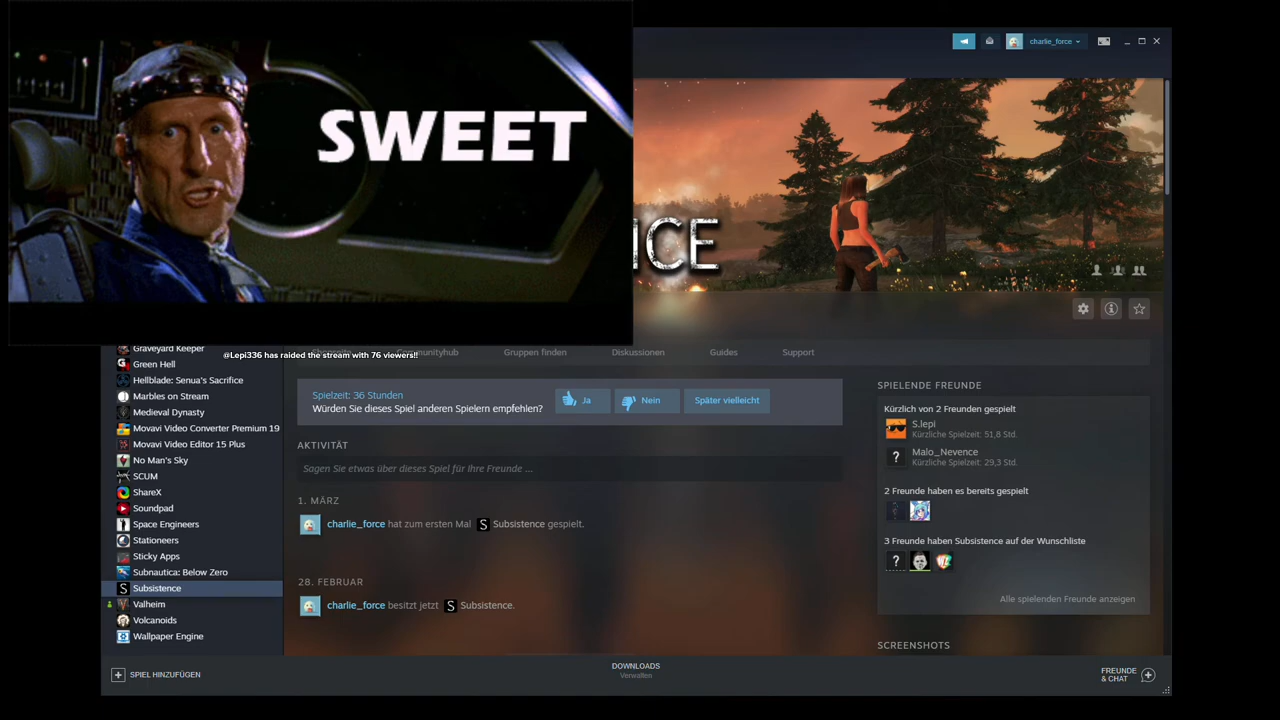 SWEET
charlie_force
NCE
Graveyard Keeper
@Lepi336 has raided the stream with 76 viewers!!
Gruppen finden
Diskussionen
Guides
Support
Green Hell
Hellblade: Senua's Sacrifice
Marbles on Stream
Medieval Dynasty
Movavi Video Converter Premium 19
Movavi Video Editor 15 Plus
No Man's Sky
SCUM
ShareX
Soundpad
Space Engineers
Stationeers
Sticky Apps
Subnautica: Below Zero
Subsistence
Valheim
Volcanoids
Wallpaper Engine
Spielzeit: 36 Stunden
Würden Sie dieses Spiel anderen Spielern empfehlen?
Ja
Nein
Später vielleicht
AKTIVITÄT
Sagen Sie etwas über dieses Spiel für Ihre Freunde ...
1. MÄRZ
charlie_force hat zum ersten Mal S Subsistence gespielt.
28. FEBRUAR
charlie_force besitzt jetzt S Subsistence.
SPIELENDE FREUNDE
Kürzlich von 2 Freunden gespielt
S.lepi
Kürzliche Spielzeit: 51,8 Std.
Malo_Nevence
Kürzliche Spielzeit: 29,3 Std.
2 Freunde haben es bereits gespielt
3 Freunde haben Subsistence auf der Wunschliste
Alle spielenden Freunde anzeigen
SCREENSHOTS
SPIEL HINZUFÜGEN
DOWNLOADS
Verwalten
FREUNDE
& CHAT